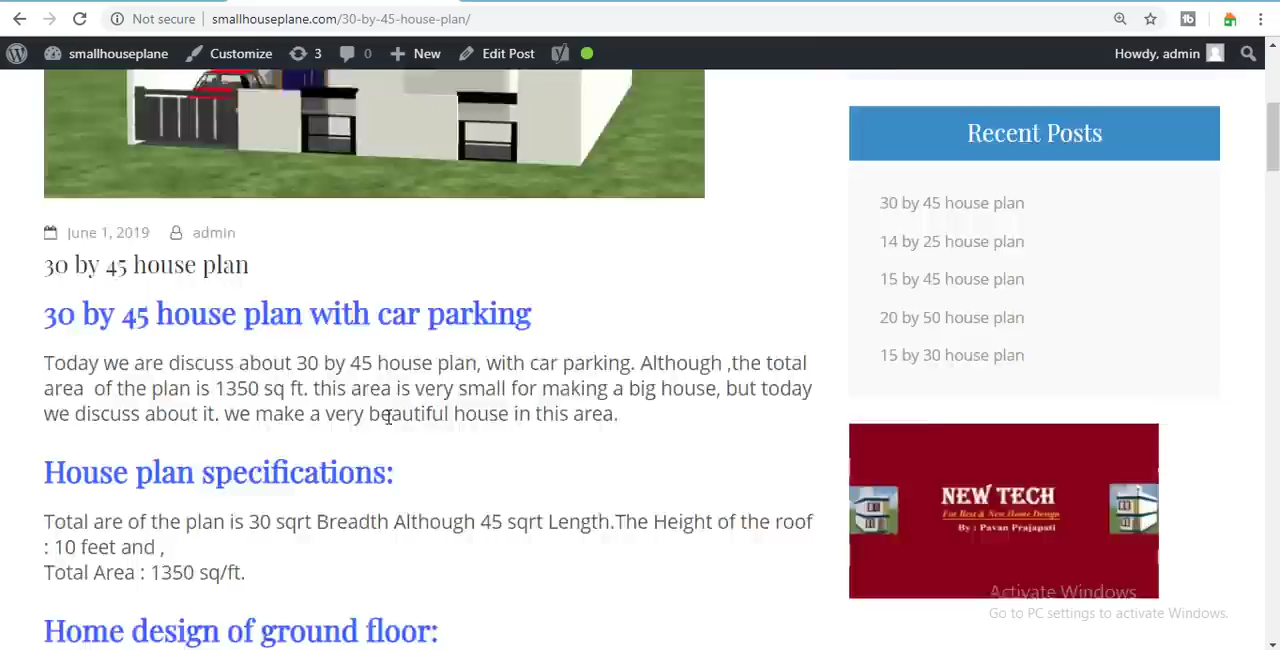 Not secure
smallhouseplane.com/30-by-45-house-plan/
smallhouseplane Customize 3 0 New Edit Post Howdy, admin
Recent Posts
30 by 45 house plan
14 by 25 house plan
15 by 45 house plan
20 by 50 house plan
15 by 30 house plan
June 1, 2019 admin
30 by 45 house plan
30 by 45 house plan with car parking
Today we are discuss about 30 by 45 house plan, with car parking. Although ,the total
area of the plan is 1350 sq ft. this area is very small for making a big house, but today
we discuss about it. we make a very beautiful house in this area.
House plan specifications:
Total are of the plan is 30 sqrt Breadth Although 45 sqrt Length.The Height of the roof
: 10 feet and ,
Total Area : 1350 sq/ft.
Home design of ground floor:
NEW TECH
For Best & New Home Design
By : Pavan Prajapati
Activate Windows
Go to PC settings to activate Windows.